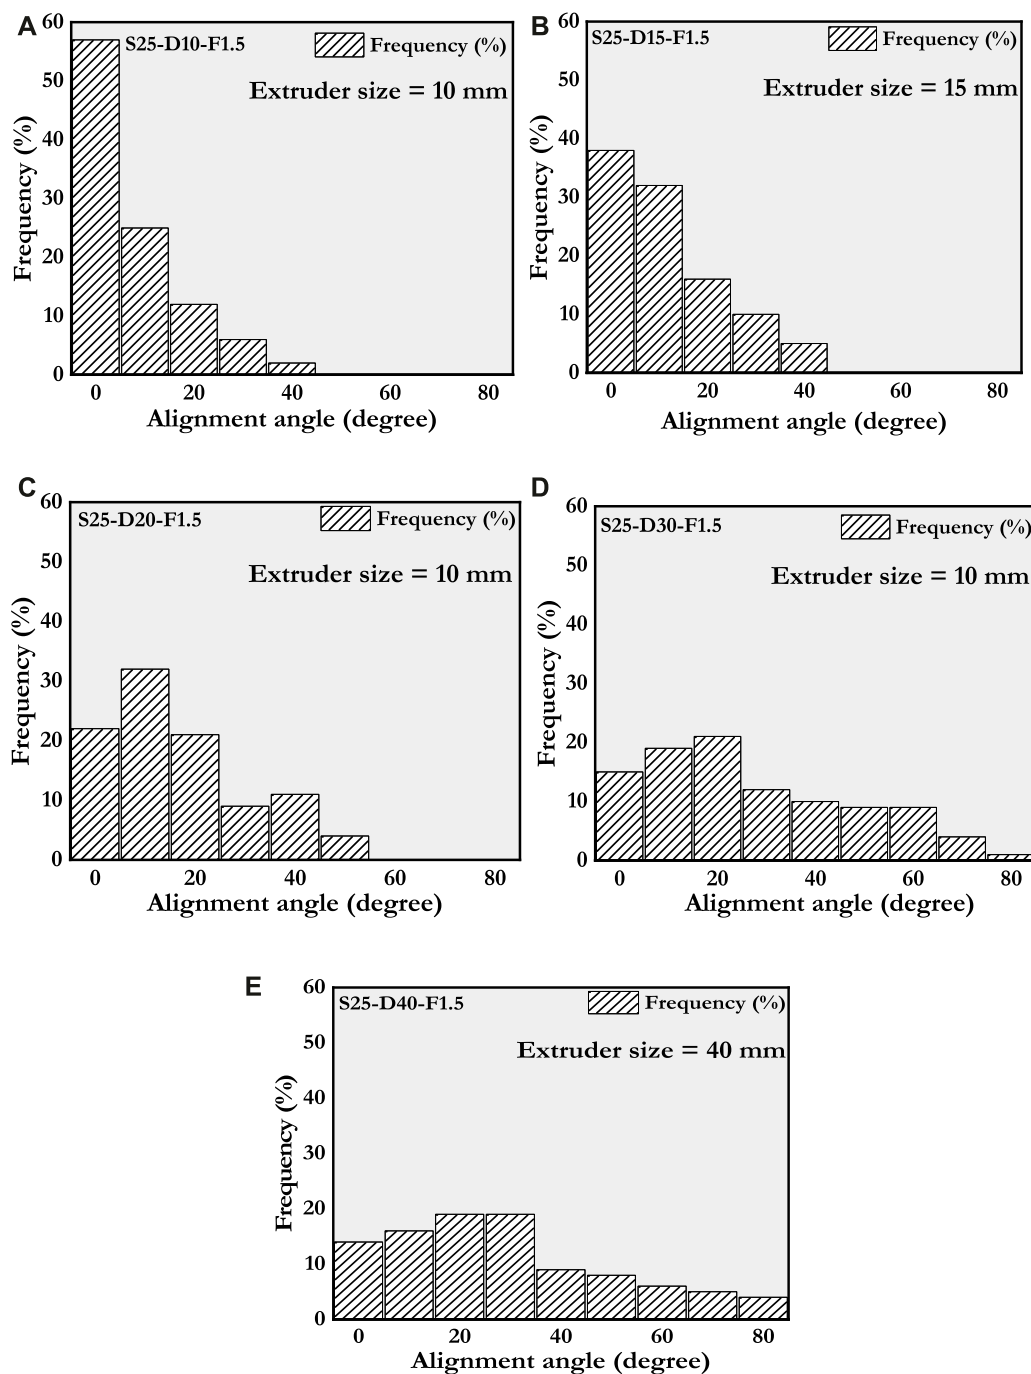 A
S25-D10-F1.5
Frequency (%)
Extruder size = 10 mm
Frequency (%)
60
50
40
30
20
10
0
0 20 40 60 80
Alignment angle (degree)
B
S25-D15-F1.5
Frequency (%)
Extruder size = 15 mm
Frequency (%)
60
50
40
30
20
10
0
0 20 40 60 80
Alignment angle (degree)
C
S25-D20-F1.5
Frequency (%)
Extruder size = 10 mm
Frequency (%)
60
50
40
30
20
10
0
0 20 40 60 80
Alignment angle (degree)
D
S25-D30-F1.5
Frequency (%)
Extruder size = 10 mm
Frequency (%)
60
50
40
30
20
10
0
0 20 40 60 80
Alignment angle (degree)
E
S25-D40-F1.5
Frequency (%)
Extruder size = 40 mm
Frequency (%)
60
50
40
30
20
10
0
0 20 40 60 80
Alignment angle (degree)